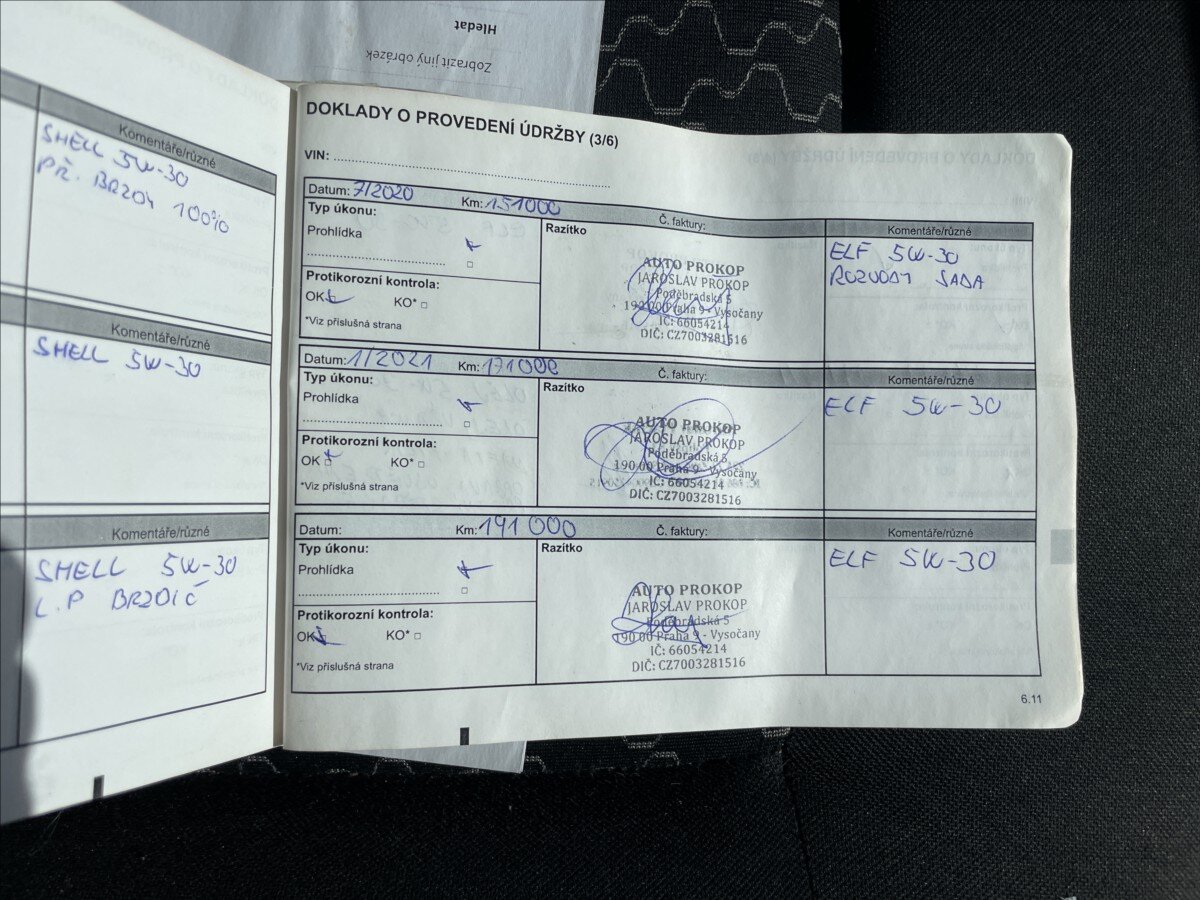 Hledat
Zobrazit jiný obrázek
Komentáře/různé
SHELL 5W-30
PŘ. BRZDY 100%
Komentáře/různé
SHELL 5W-30
Komentáře/různé
SHELL 5W-30
L.P BRZDIČ
DOKLADY O PROVEDENÍ ÚDRŽBY (3/6)
VIN:
Datum: 7/2020 Km: 151000 Č. faktury:
Typ úkonu:
Prohlídka
Protikorozní kontrola:
OK KO*
*Viz příslušná strana
Razítko
AUTO PROKOP
JAROSLAV PROKOP
Poděbradská 5
190 00 Praha 9 - Vysočany
IČ: 66054214
DIČ: CZ7003281516
Komentáře/různé
ELF 5W-30
ROZVODY SADA
Datum: 1/2021 Km: 171000 Č. faktury:
Typ úkonu:
Prohlídka
Protikorozní kontrola:
OK KO*
*Viz příslušná strana
Razítko
AUTO PROKOP
JAROSLAV PROKOP
Poděbradská 5
190 00 Praha 9 - Vysočany
IČ: 66054214
DIČ: CZ7003281516
Komentáře/různé
ELF 5W-30
Datum: Km: 191000 Č. faktury:
Typ úkonu:
Prohlídka
Protikorozní kontrola:
OK KO*
*Viz příslušná strana
Razítko
AUTO PROKOP
JAROSLAV PROKOP
Poděbradská 5
190 00 Praha 9 - Vysočany
IČ: 66054214
DIČ: CZ7003281516
Komentáře/různé
ELF 5W-30
6.11